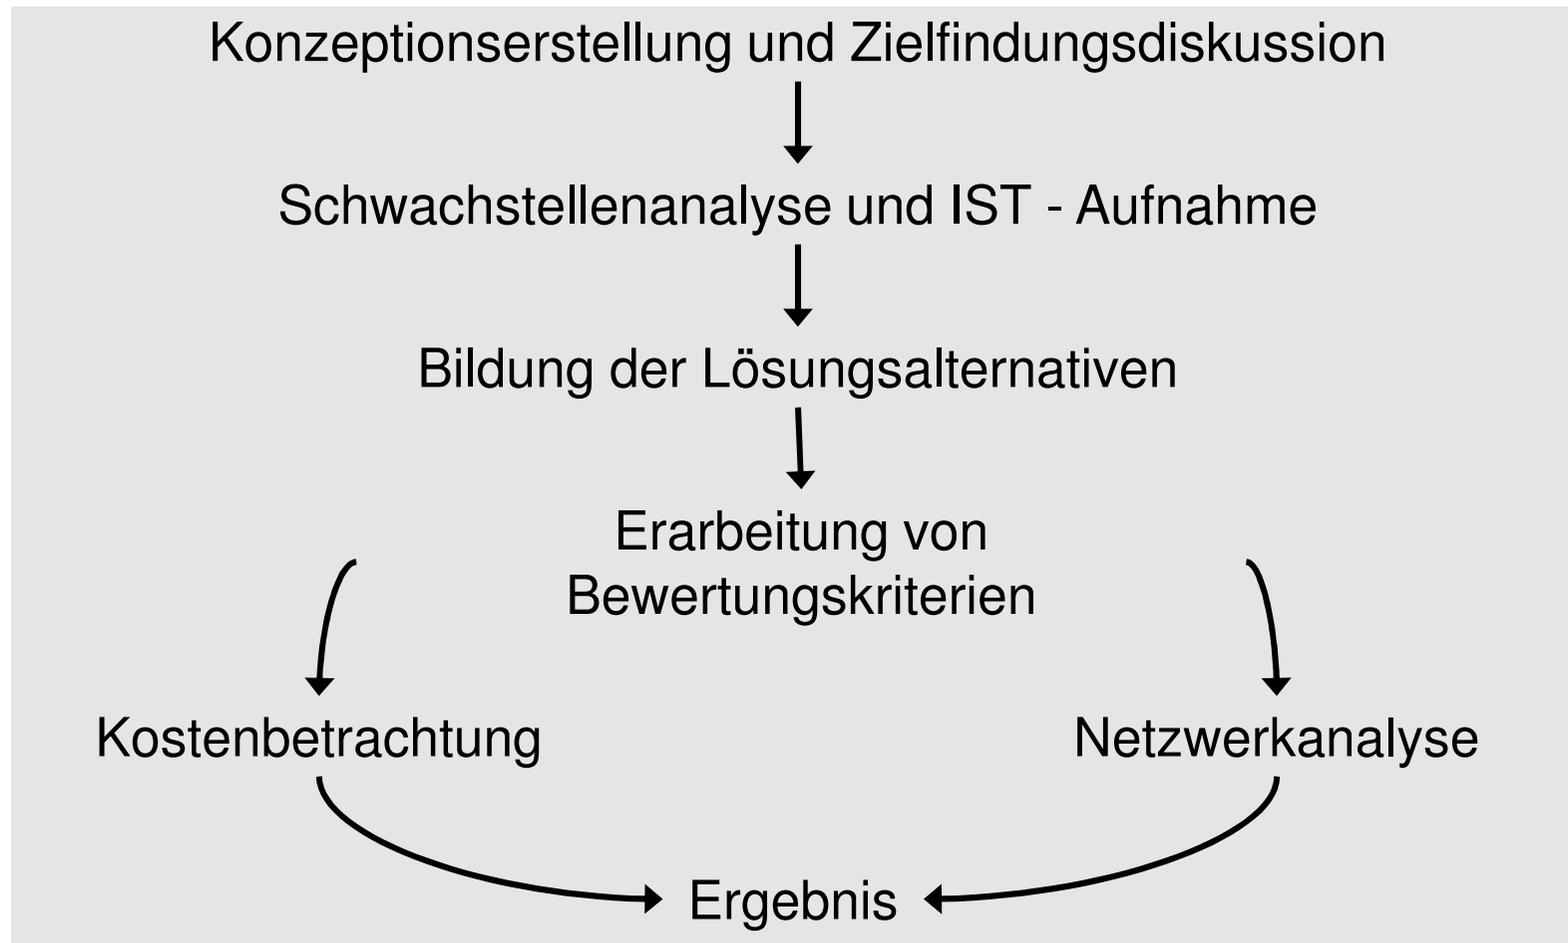 Konzeptionserstellung und Zielfindungsdiskussion
Schwachstellenanalyse und IST - Aufnahme
Bildung der Lösungsalternativen
Erarbeitung von
Bewertungskriterien
Kostenbetrachtung
Netzwerkanalyse
Ergebnis